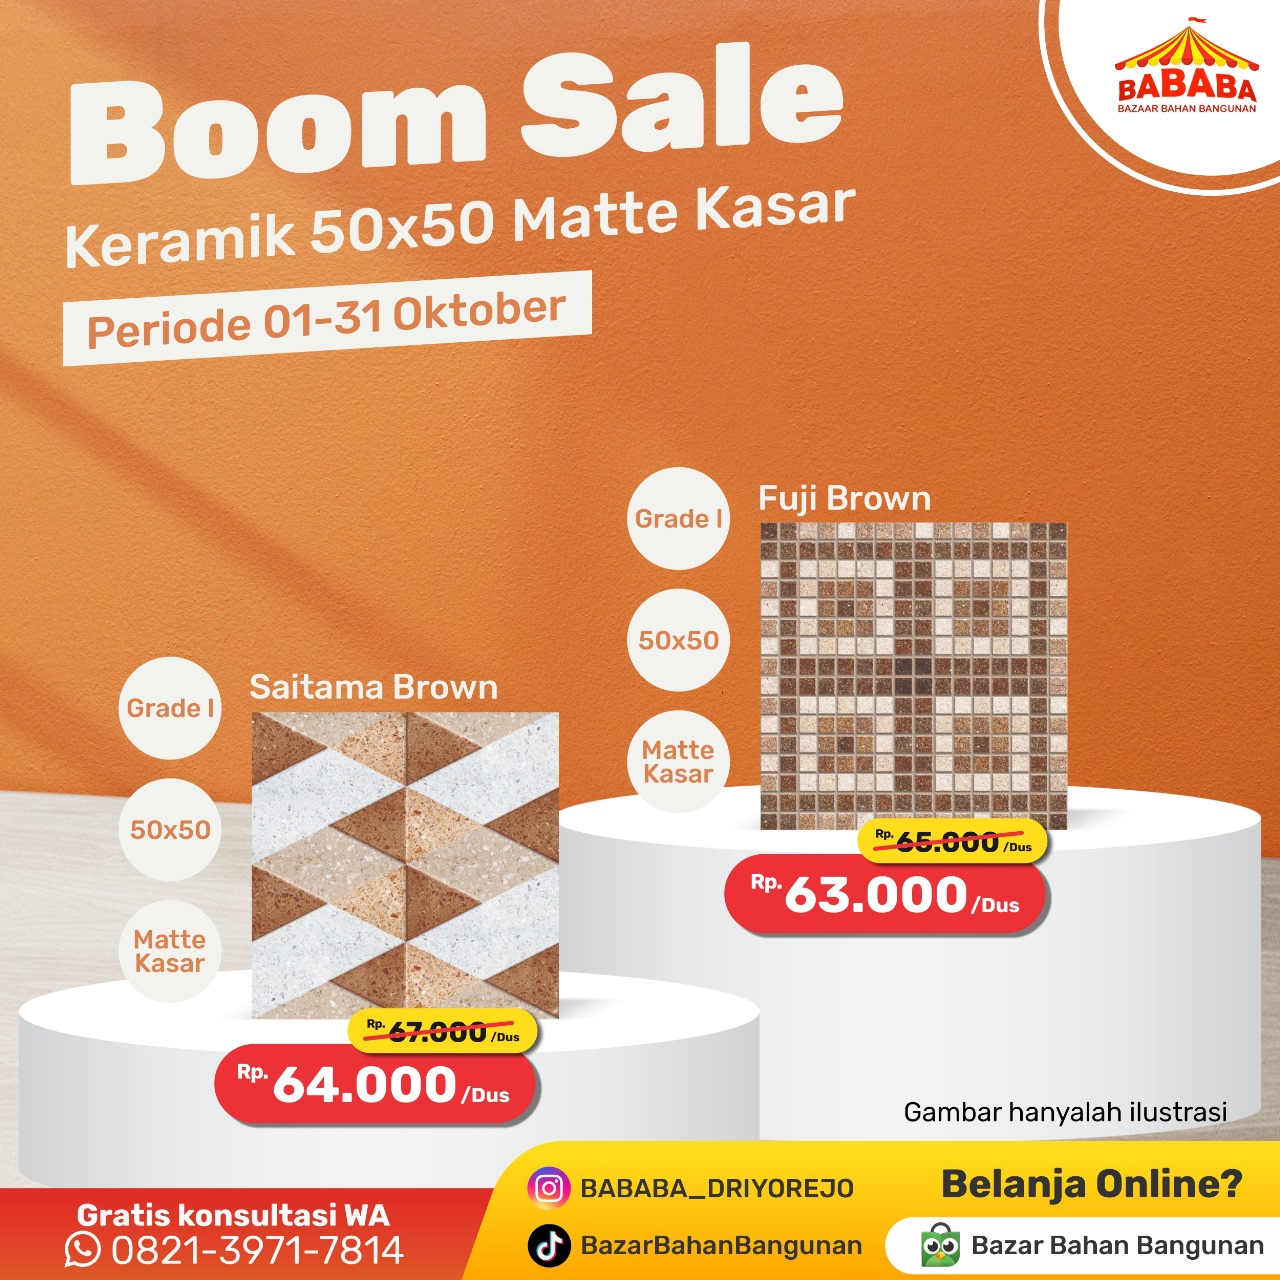 BABABA
BAZAAR BAHAN BANGUNAN
Boom Sale
Keramik 50x50 Matte Kasar
Periode 01-31 Oktober
Grade I
50x50
Matte
Kasar
Fuji Brown
Rp. 65.000 /Dus
Rp. 63.000 /Dus
Grade I
50x50
Matte
Kasar
Saitama Brown
Rp. 67.000 /Dus
Rp. 64.000 /Dus
Gambar hanyalah ilustrasi
Gratis konsultasi WA
0821-3971-7814
BABABA_DRIYOREJO
BazarBahanBangunan
Belanja Online?
Bazar Bahan Bangunan